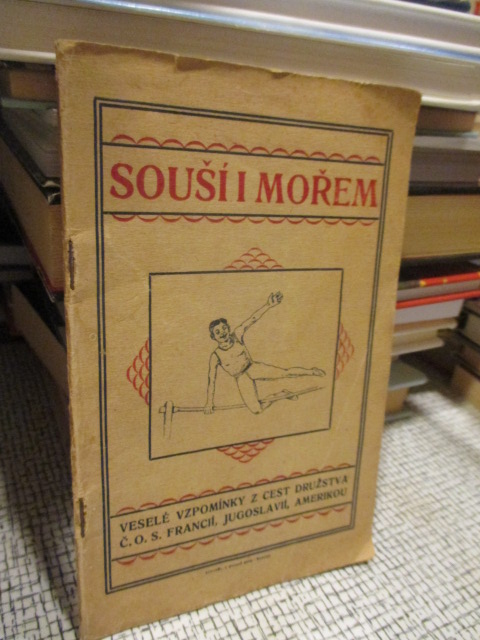 SOUŠÍ I MOŘEM
VESELÉ VZPOMÍNKY Z CEST DRUŽSTVA
Č. O. S. FRANCIÍ, JUGOSLAVIÍ, AMERIKOU